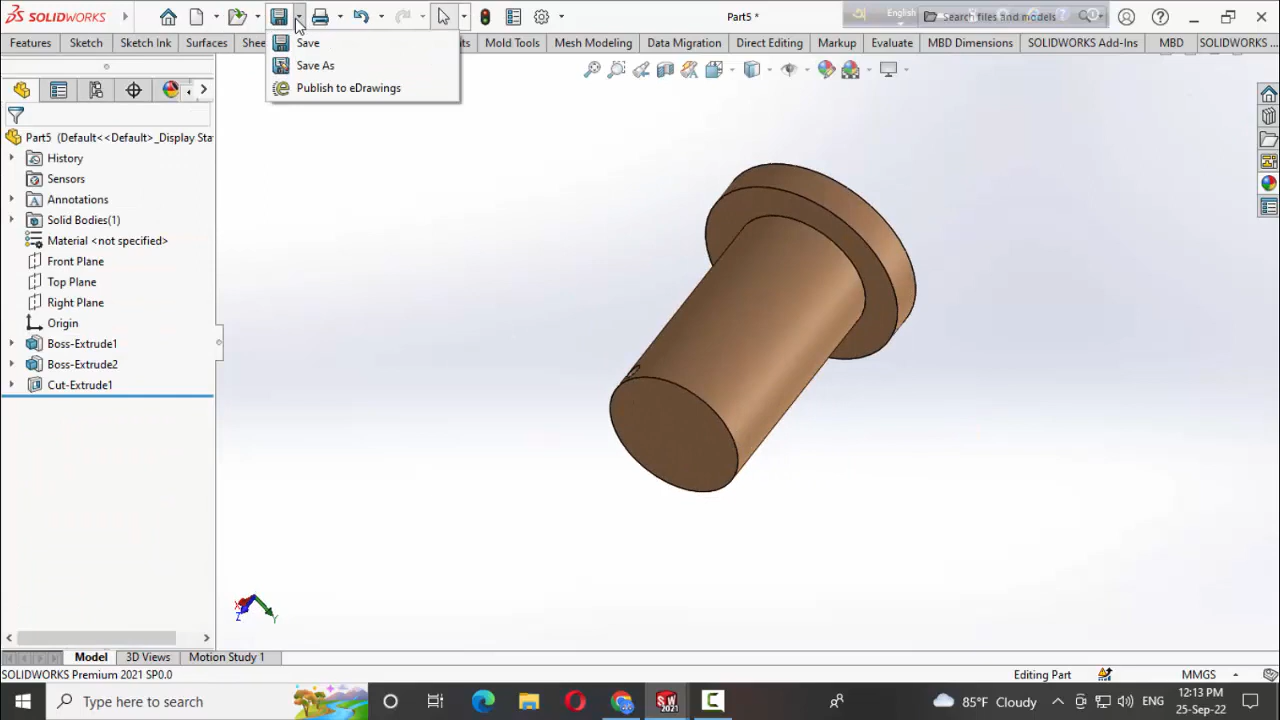 SOLIDWORKS
Part5 *
English
Search files and models
Save
Save As
Publish to eDrawings
Features
Sketch
Sketch Ink
Surfaces
Shee
ts
Mold Tools
Mesh Modeling
Data Migration
Direct Editing
Markup
Evaluate
MBD Dimensions
SOLIDWORKS Add-Ins
MBD
SOLIDWORKS ...
Part5 (Default<<Default>_Display Sta
History
Sensors
Annotations
Solid Bodies(1)
Material <not specified>
Front Plane
Top Plane
Right Plane
Origin
Boss-Extrude1
Boss-Extrude2
Cut-Extrude1
X
Z
Y
Model
3D Views
Motion Study 1
SOLIDWORKS Premium 2021 SP0.0
Editing Part
MMGS
Type here to search
85°F Cloudy
ENG
12:13 PM
25-Sep-22